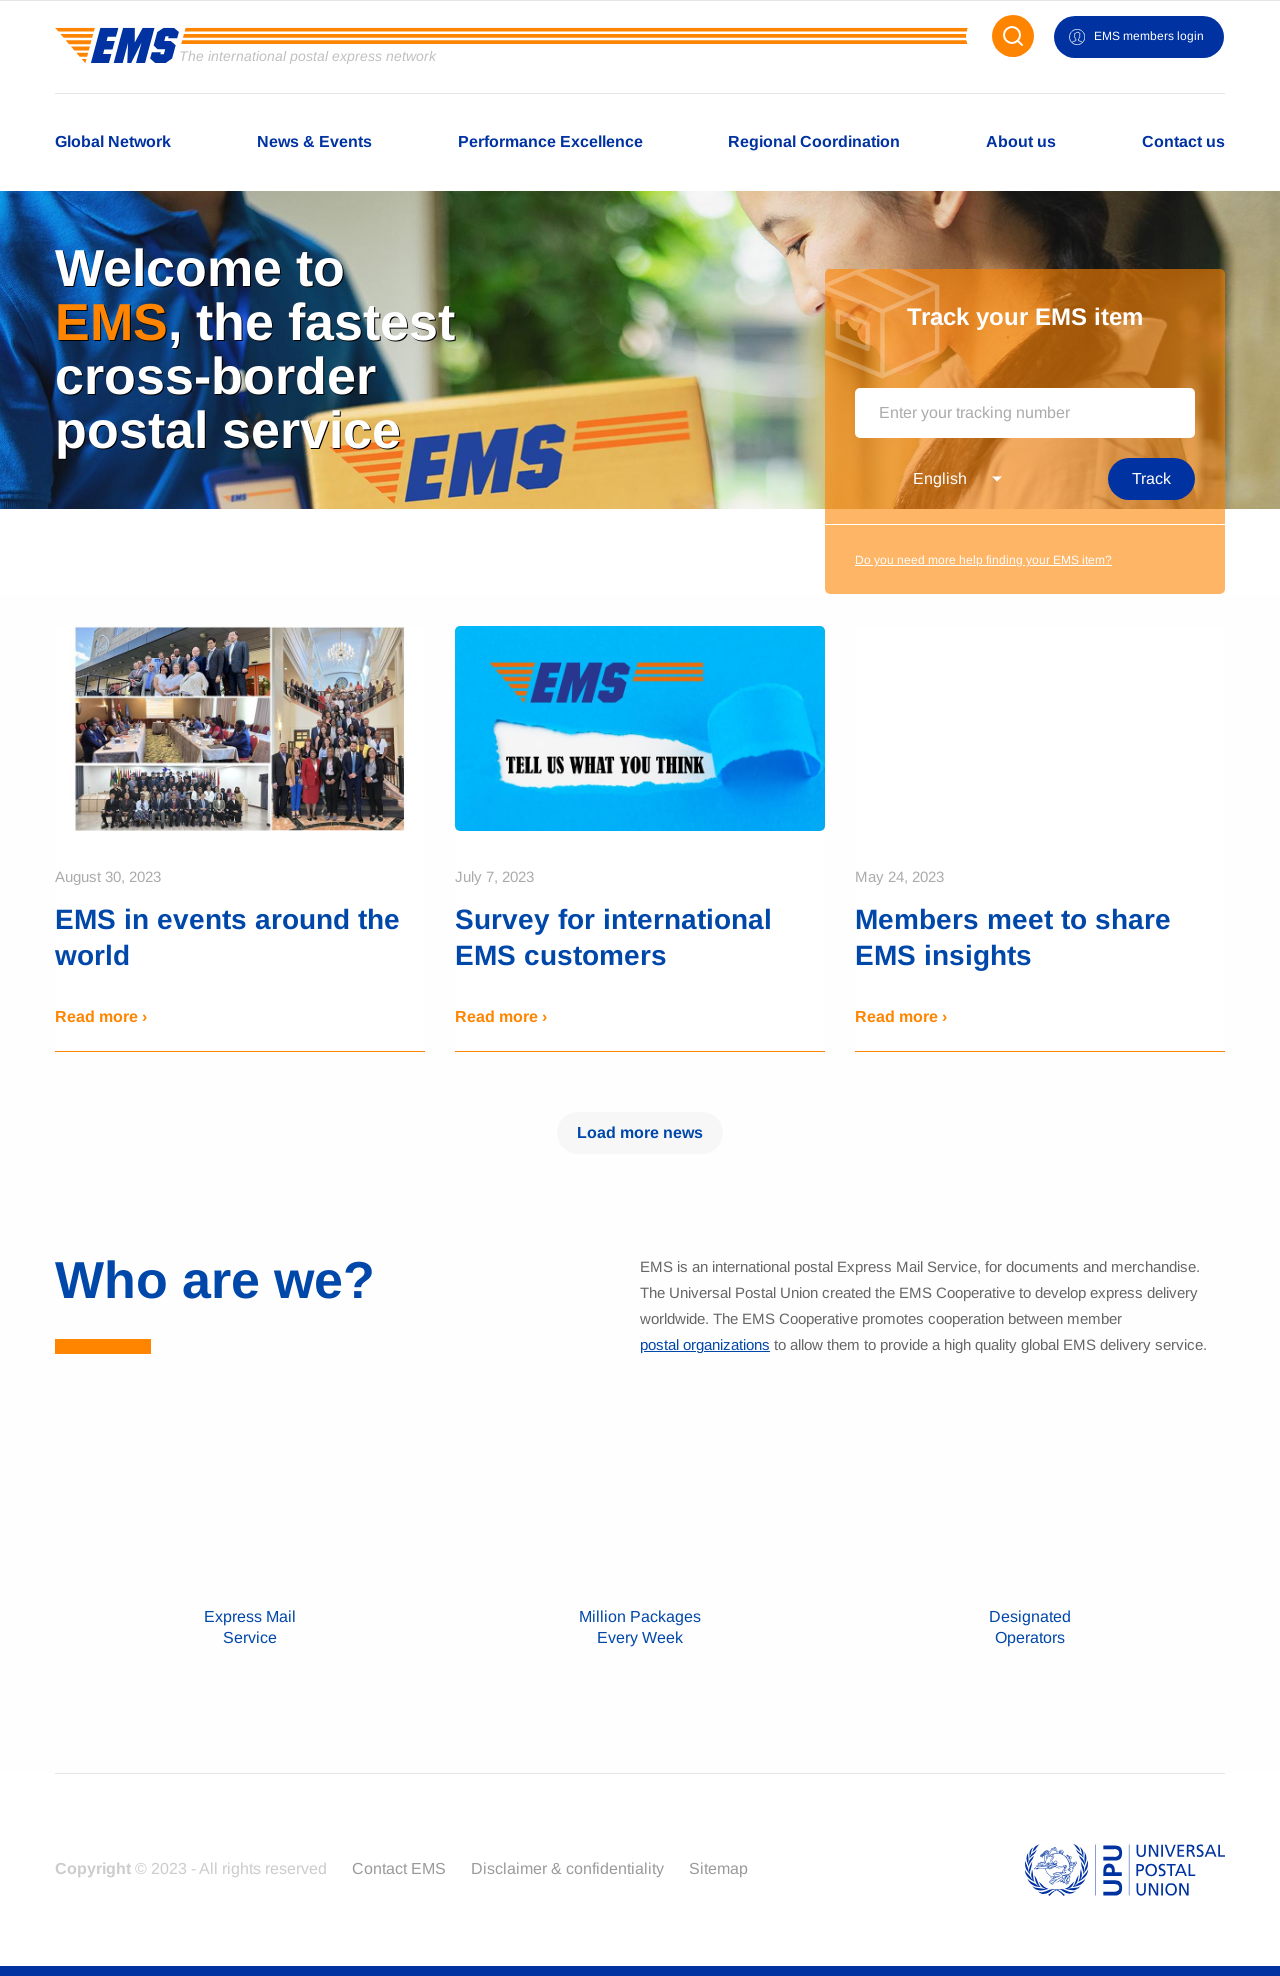 EMS
The international postal express network
EMS members login
Global Network
News & Events
Performance Excellence
Regional Coordination
About us
Contact us
Welcome to
EMS, the fastest
cross-border
postal service
EMS
EMS
Track your EMS item
Enter your tracking number
English
Track
Do you need more help finding your EMS item?
EMS
TELL US WHAT YOU THINK
August 30, 2023
EMS in events around the
world
Read more ›
July 7, 2023
Survey for international
EMS customers
Read more ›
May 24, 2023
Members meet to share
EMS insights
Read more ›
Load more news
Who are we?
EMS is an international postal Express Mail Service, for documents and merchandise.
The Universal Postal Union created the EMS Cooperative to develop express delivery
worldwide. The EMS Cooperative promotes cooperation between member
postal organizations to allow them to provide a high quality global EMS delivery service.
Express Mail
Service
Million Packages
Every Week
Designated
Operators
Copyright © 2023 - All rights reserved
Contact EMS
Disclaimer & confidentiality
Sitemap
UPU
UNIVERSAL
POSTAL
UNION